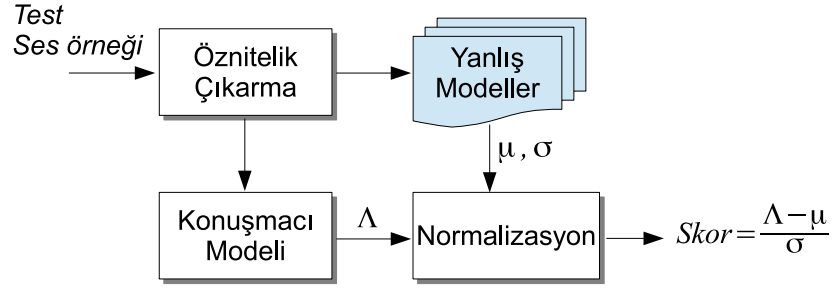 Test
Ses örneği
Öznitelik
Çıkarma
Yanlış
Modeller
μ, σ
Konuşmacı
Modeli
Λ
Normalizasyon
Skor = (Λ − μ) / σ